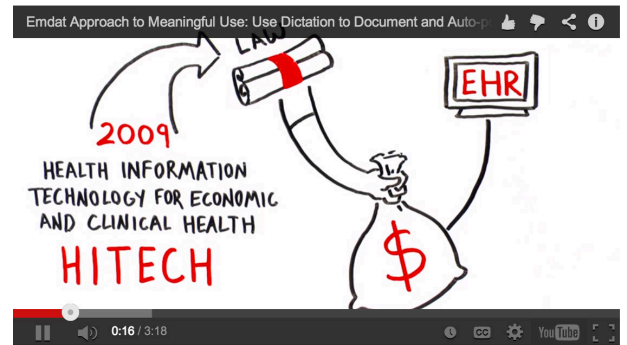 Emdat Approach to Meaningful Use: Use Dictation to Document and Auto-p
LAW
EHR
2009
HEALTH INFORMATION
TECHNOLOGY FOR ECONOMIC
AND CLINICAL HEALTH
HITECH
$
0:16 / 3:18
CC
YouTube